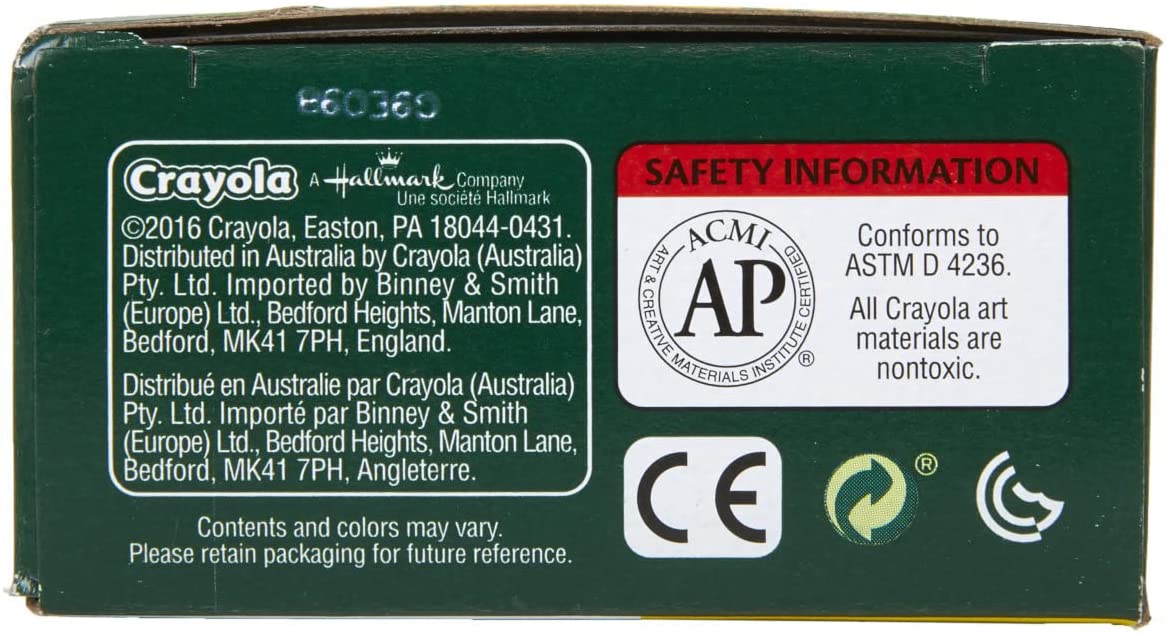 Crayola A Hallmark Company
Une société Hallmark
©2016 Crayola, Easton, PA 18044-0431.
Distributed in Australia by Crayola (Australia)
Pty. Ltd. Imported by Binney & Smith
(Europe) Ltd., Bedford Heights, Manton Lane,
Bedford, MK41 7PH, England.
Distribué en Australie par Crayola (Australia)
Pty. Ltd. Importé par Binney & Smith
(Europe) Ltd., Bedford Heights, Manton Lane,
Bedford, MK41 7PH, Angleterre.
Contents and colors may vary.
Please retain packaging for future reference.
SAFETY INFORMATION
ACMI
AP
ART & CREATIVE MATERIALS INSTITUTE CERTIFIED
®
Conforms to
ASTM D 4236.
All Crayola art
materials are
nontoxic.
CE
®